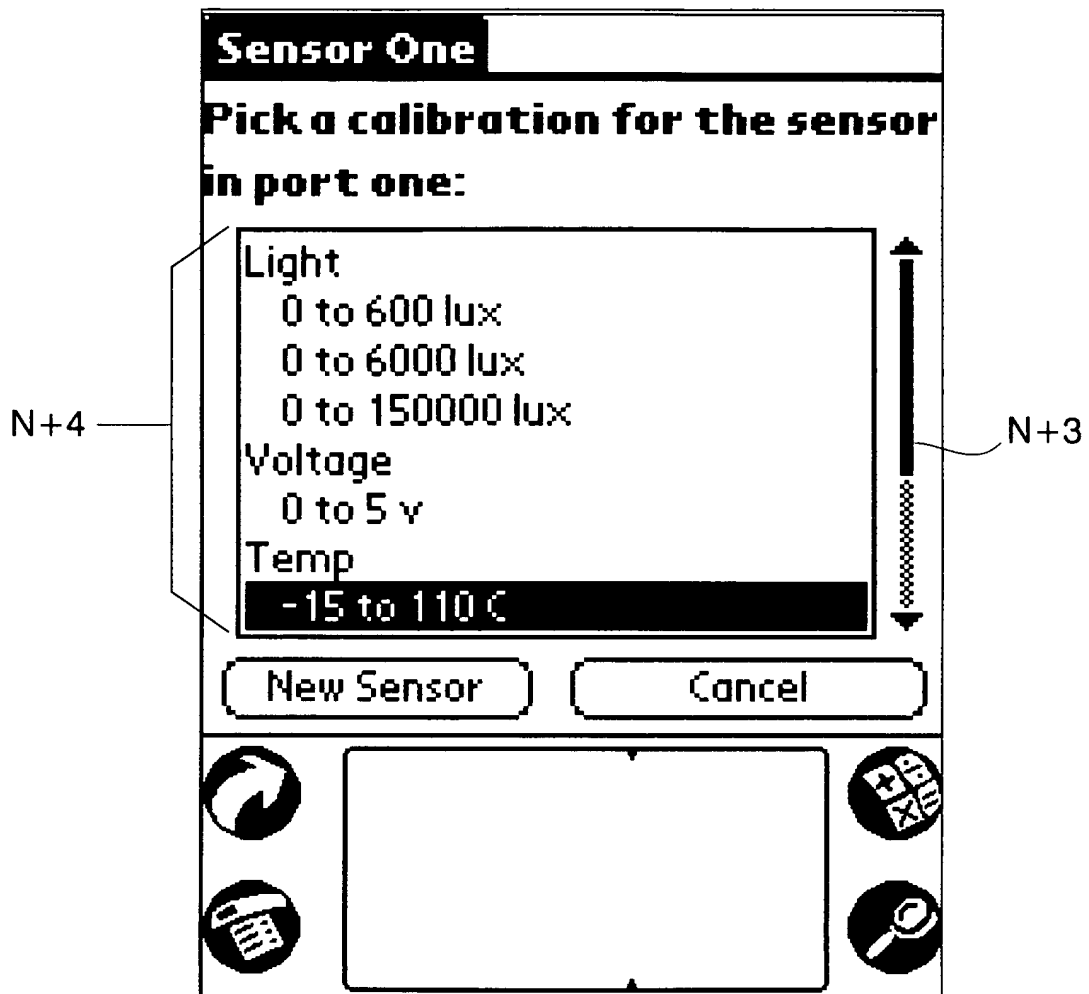 Sensor One
Pick a calibration for the sensor
in port one:
Light
0 to 600 lux
0 to 6000 lux
0 to 150000 lux
N+4
N+3
Voltage
0 to 5 v
Temp
-15 to 110 C
New Sensor
Cancel